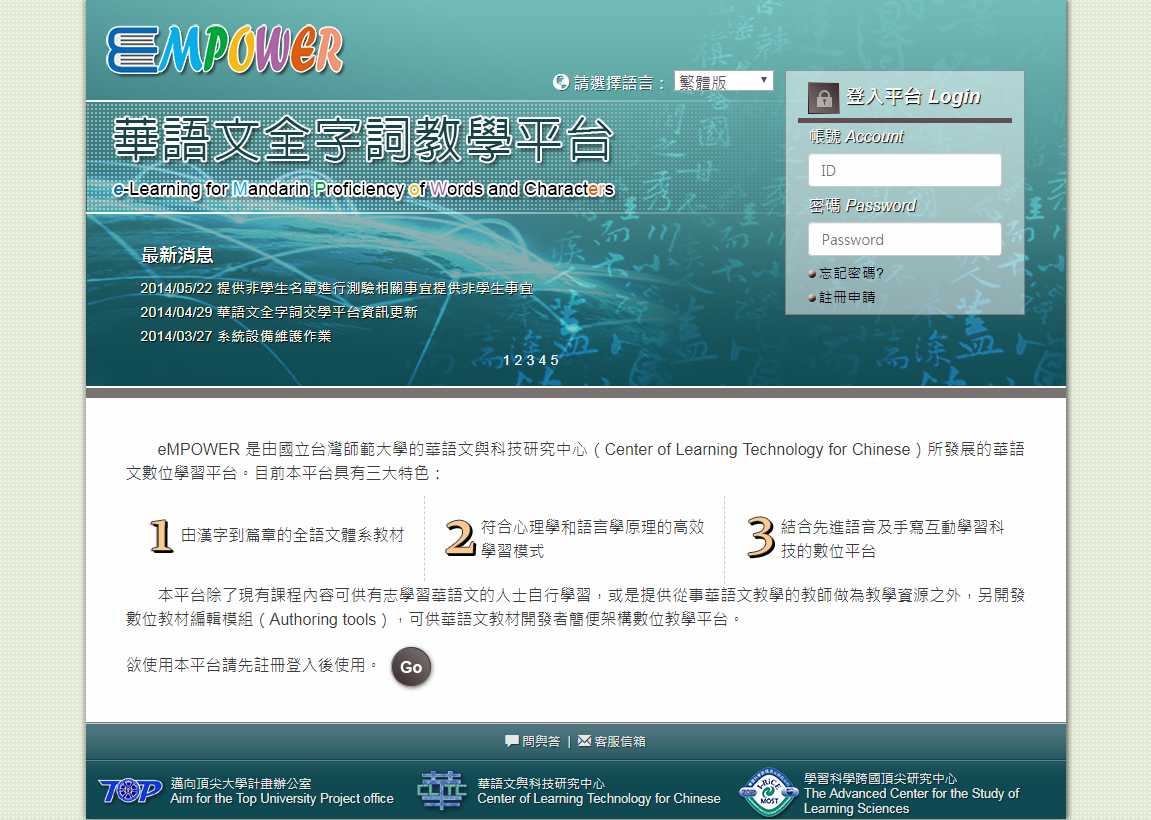 eMPOWER
請選擇語言：
繁體版
華語文全字詞教學平台
e-Learning for Mandarin Proficiency of Words and Characters
登入平台 Login
帳號 Account
ID
密碼 Password
Password
忘記密碼?
註冊申請
最新消息
2014/05/22 提供非學生名單進行測驗相關事宜提供非學生事宜
2014/04/29 華語文全字詞交學平台資訊更新
2014/03/27 系統設備維護作業
1 2 3 4 5
eMPOWER 是由國立台灣師範大學的華語文與科技研究中心（Center of Learning Technology for Chinese）所發展的華語
文數位學習平台。目前本平台具有三大特色：
1 由漢字到篇章的全語文體系教材
2 符合心理學和語言學原理的高效
學習模式
3 結合先進語音及手寫互動學習科
技的數位平台
本平台除了現有課程內容可供有志學習華語文的人士自行學習，或是提供從事華語文教學的教師做為教學資源之外，另開發
數位教材編輯模組（Authoring tools），可供華語文教材開發者簡便架構數位教學平台。
欲使用本平台請先註冊登入後使用。 Go
問與答 | 客服信箱
TOP
邁向頂尖大學計畫辦公室
Aim for the Top University Project office
CLTC
華語文與科技研究中心
Center of Learning Technology for Chinese
MOST
學習科學跨國頂尖研究中心
The Advanced Center for the Study of
Learning Sciences